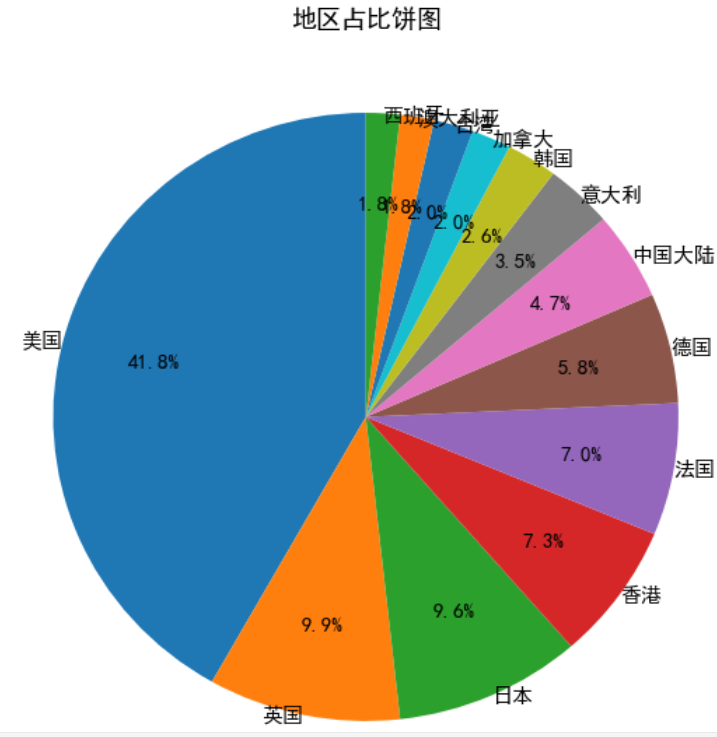 地区占比饼图
西班牙
澳大利亚
台湾
加拿大
韩国
意大利
中国大陆
德国
法国
香港
日本
英国
美国
1.8%
1.8%
2.0%
2.0%
2.6%
3.5%
4.7%
5.8%
7.0%
7.3%
9.6%
9.9%
41.8%